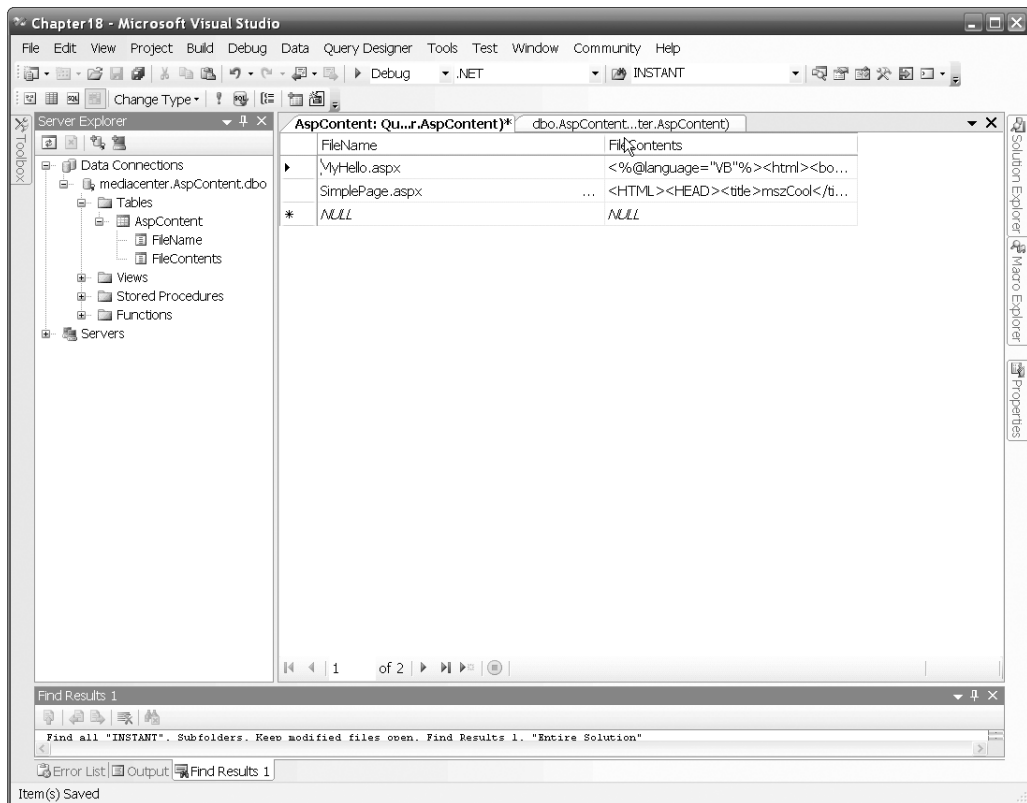 Chapter18 - Microsoft Visual Studio
File Edit View Project Build Debug Data Query Designer Tools Test Window Community Help
Debug .NET INSTANT
Change Type
Server Explorer
AspContent: Qu...r.AspContent)* dbo.AspContent...ter.AspContent)
Toolbox
Data Connections
mediacenter.AspContent.dbo
Tables
AspContent
FileName
FileContents
Views
Stored Procedures
Functions
Servers
FileName FileContents
MyHello.aspx <%@language="VB"%><html><bo...
SimplePage.aspx ... <HTML><HEAD><title>mszCool</ti...
NULL NULL
1 of 2
Solution Explorer
Macro Explorer
Properties
Find Results 1
Find all "INSTANT", Subfolders, Keep modified files open, Find Results 1, "Entire Solution"
Error List Output Find Results 1
Item(s) Saved